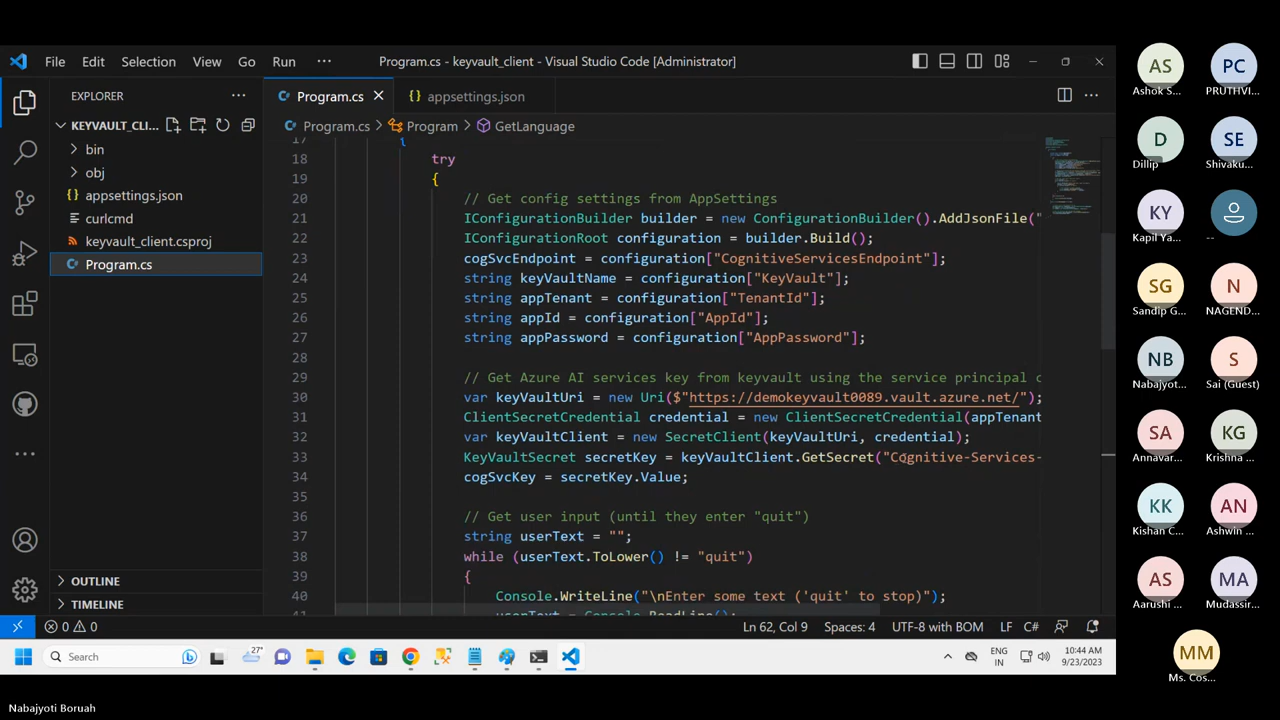 File Edit Selection View Go Run ··· Program.cs - keyvault_client - Visual Studio Code [Administrator]
EXPLORER ···
KEYVAULT_CLI...
bin
obj
{} appsettings.json
curlcmd
keyvault_client.csproj
C# Program.cs
OUTLINE
TIMELINE
C# Program.cs {} appsettings.json
C# Program.cs > Program > GetLanguage
17 {
18 try
19 {
20 // Get config settings from AppSettings
21 IConfigurationBuilder builder = new ConfigurationBuilder().AddJsonFile("
22 IConfigurationRoot configuration = builder.Build();
23 cogSvcEndpoint = configuration["CognitiveServicesEndpoint"];
24 string keyVaultName = configuration["KeyVault"];
25 string appTenant = configuration["TenantId"];
26 string appId = configuration["AppId"];
27 string appPassword = configuration["AppPassword"];
28
29 // Get Azure AI services key from keyvault using the service principal c
30 var keyVaultUri = new Uri($"https://demokeyvault0089.vault.azure.net/");
31 ClientSecretCredential credential = new ClientSecretCredential(appTenant
32 var keyVaultClient = new SecretClient(keyVaultUri, credential);
33 KeyVaultSecret secretKey = keyVaultClient.GetSecret("Cognitive-Services-
34 cogSvcKey = secretKey.Value;
35
36 // Get user input (until they enter "quit")
37 string userText = "";
38 while (userText.ToLower() != "quit")
39 {
40 Console.WriteLine("\nEnter some text ('quit' to stop)");
41 userText = Console.ReadLine();
0 0 Ln 62, Col 9 Spaces: 4 UTF-8 with BOM LF C#
Search 27° ENG IN 10:44 AM 9/23/2023
AS PC
Ashok S... PRUTHVI...
D SE
Dillip Shivaku...
KY
Kapil Ya... --
SG N
Sandip G... NAGEND...
NB S
Nabajyot... Sai (Guest)
SA KG
Annavar... Krishna ...
KK AN
Kishan C... Ashwin ...
AS MA
Aarushi ... Mudassir...
MM
Ms. Cos...
Nabajyoti Boruah